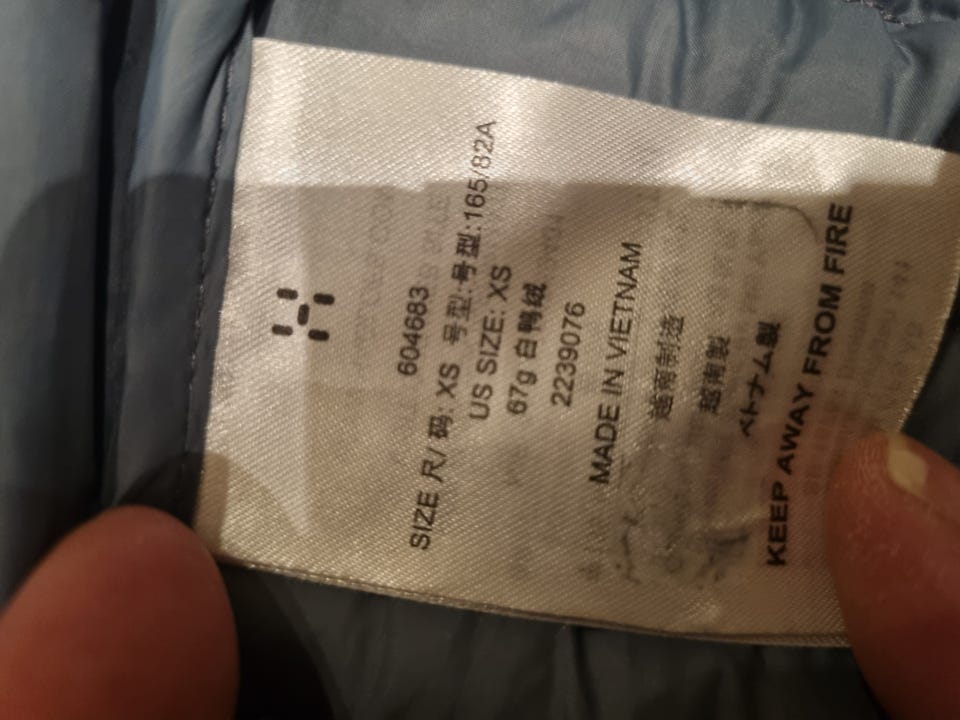 604683
SIZE 尺/ 码: XS 号型:号型:165/82A
US SIZE: XS
67g 白鸭绒
2239076
MADE IN VIETNAM
越南制造
越南製
ベトナム製
KEEP AWAY FROM FIRE